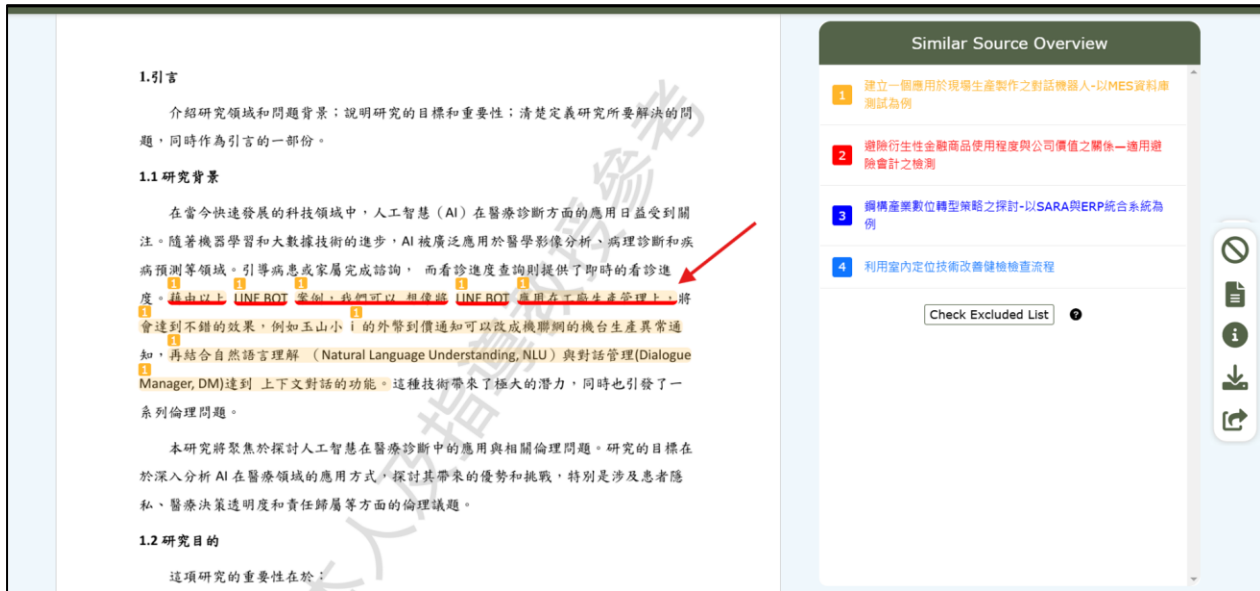 1.引言
介紹研究領域和問題背景；說明研究的目標和重要性；清楚定義研究所要解決的問
題，同時作為引言的一部份。
1.1 研究背景
在當今快速發展的科技領域中，人工智慧（AI）在醫療診斷方面的應用日益受到關
注。隨著機器學習和大數據技術的進步，AI 被廣泛應用於醫學影像分析、病理診斷和疾
病預測等領域。引導病患或家屬完成諮詢， 而看診進度查詢則提供了即時的看診進
1 1 1 1 1
度。藉由以上 LINE BOT 案例，我們可以 想像將 LINE BOT 應用在工廠生產管理上，將
1
會達到不錯的效果，例如玉山小 i 的外幣到價通知可以改成機聯網的機台生產異常通
1
知，再結合自然語言理解 （Natural Language Understanding, NLU）與對話管理(Dialogue
1
Manager, DM)達到 上下文對話的功能。這種技術帶來了極大的潛力，同時也引發了一
系列倫理問題。
本研究將聚焦於探討人工智慧在醫療診斷中的應用與相關倫理問題。研究的目標在
於深入分析 AI 在醫療領域的應用方式，探討其帶來的優勢和挑戰，特別是涉及患者隱
私、醫療決策透明度和責任歸屬等方面的倫理議題。
1.2 研究目的
這項研究的重要性在於：
本人及指導教授參考
Similar Source Overview
1 建立一個應用於現場生產製作之對話機器人-以MES資料庫
測試為例
2 避險衍生性金融商品使用程度與公司價值之關係—適用避
險會計之檢測
3 鋼構產業數位轉型策略之探討-以SARA與ERP統合系統為
例
4 利用室內定位技術改善健檢檢查流程
Check Excluded List ?